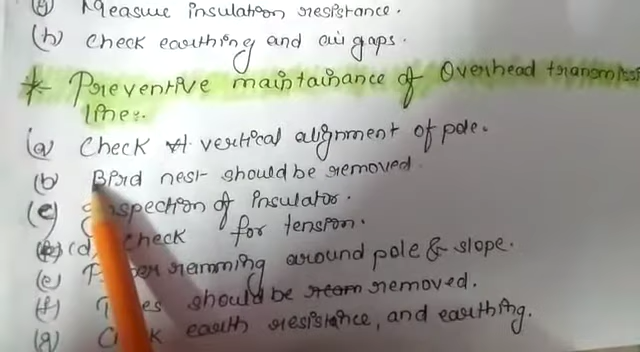 (g) Measure insulation resistance.
(h) check earthing and air gaps.
* Preventive maintainance of Overhead
line:
(a) Check vertical alignment of pole.
(b) Bird nest should be removed.
(c) Inspection of insulator.
(d) check for tension.
(e) ramming around pole & slope.
(f) should be removed.
(g) earth resistance, and earthing.